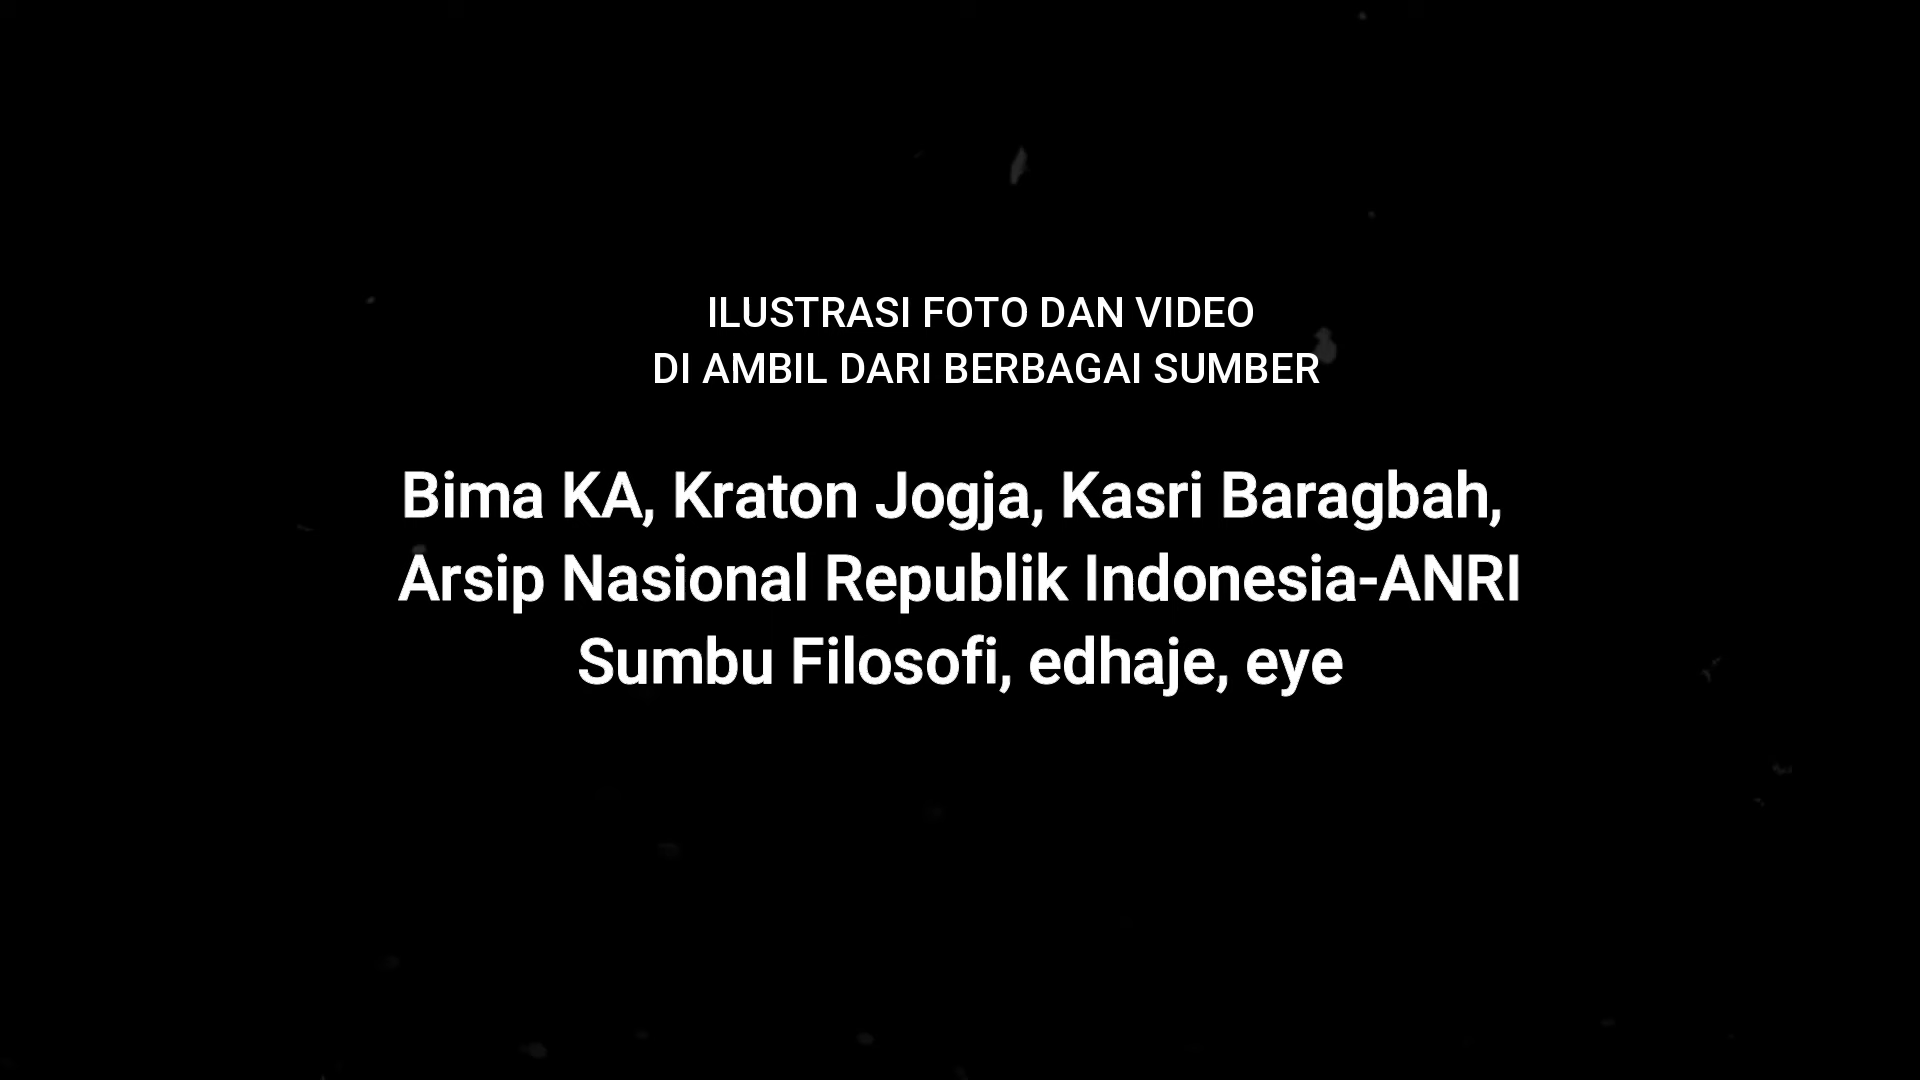 ILUSTRASI FOTO DAN VIDEO
DI AMBIL DARI BERBAGAI SUMBER
Bima KA, Kraton Jogja, Kasri Baragbah,
Arsip Nasional Republik Indonesia-ANRI
Sumbu Filosofi, edhaje, eye